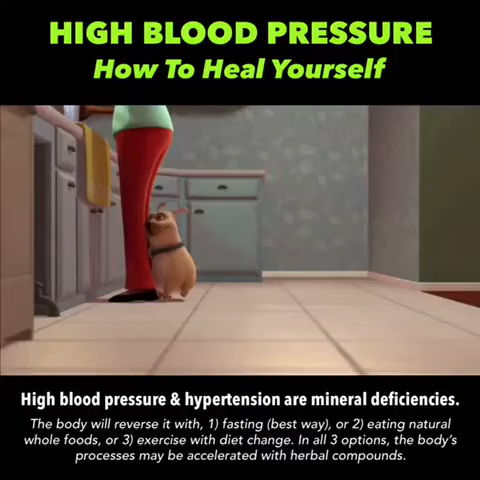 HIGH BLOOD PRESSURE
How To Heal Yourself
High blood pressure & hypertension are mineral deficiencies.
The body will reverse it with, 1) fasting (best way), or 2) eating natural
whole foods, or 3) exercise with diet change. In all 3 options, the body's
processes may be accelerated with herbal compounds.